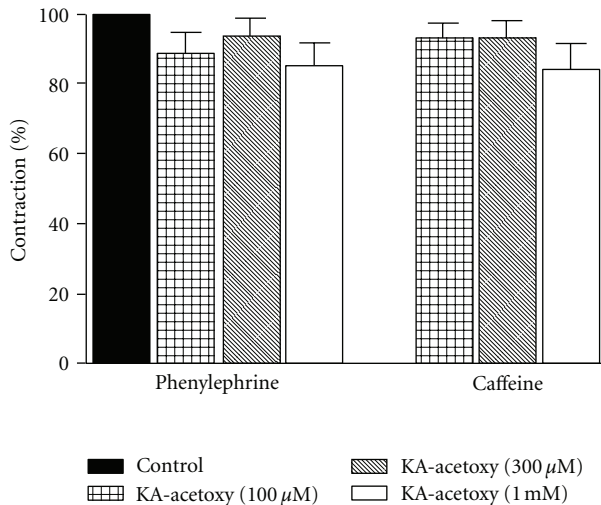 Contraction (%)
100
80
60
40
20
0
Phenylephrine
Caffeine
Control
KA-acetoxy (100 µM)
KA-acetoxy (300 µM)
KA-acetoxy (1 mM)